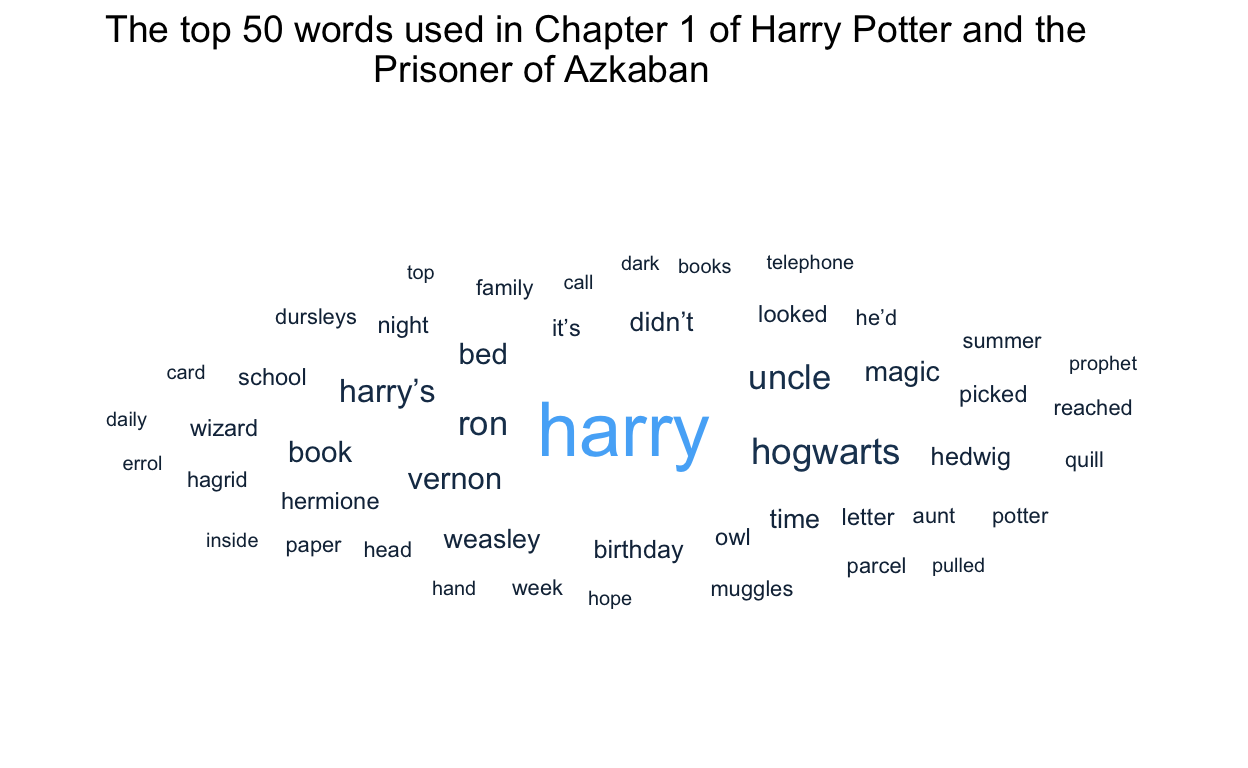 The top 50 words used in Chapter 1 of Harry Potter and the
Prisoner of Azkaban
dark books telephone
top family call
dursleys night it’s didn’t looked he’d
summer
bed
card school harry’s uncle magic prophet
picked
reached
daily wizard ron harry
book hogwarts hedwig quill
errol
hagrid vernon
hermione
time letter aunt potter
inside paper head weasley birthday owl
parcel pulled
hand week hope muggles